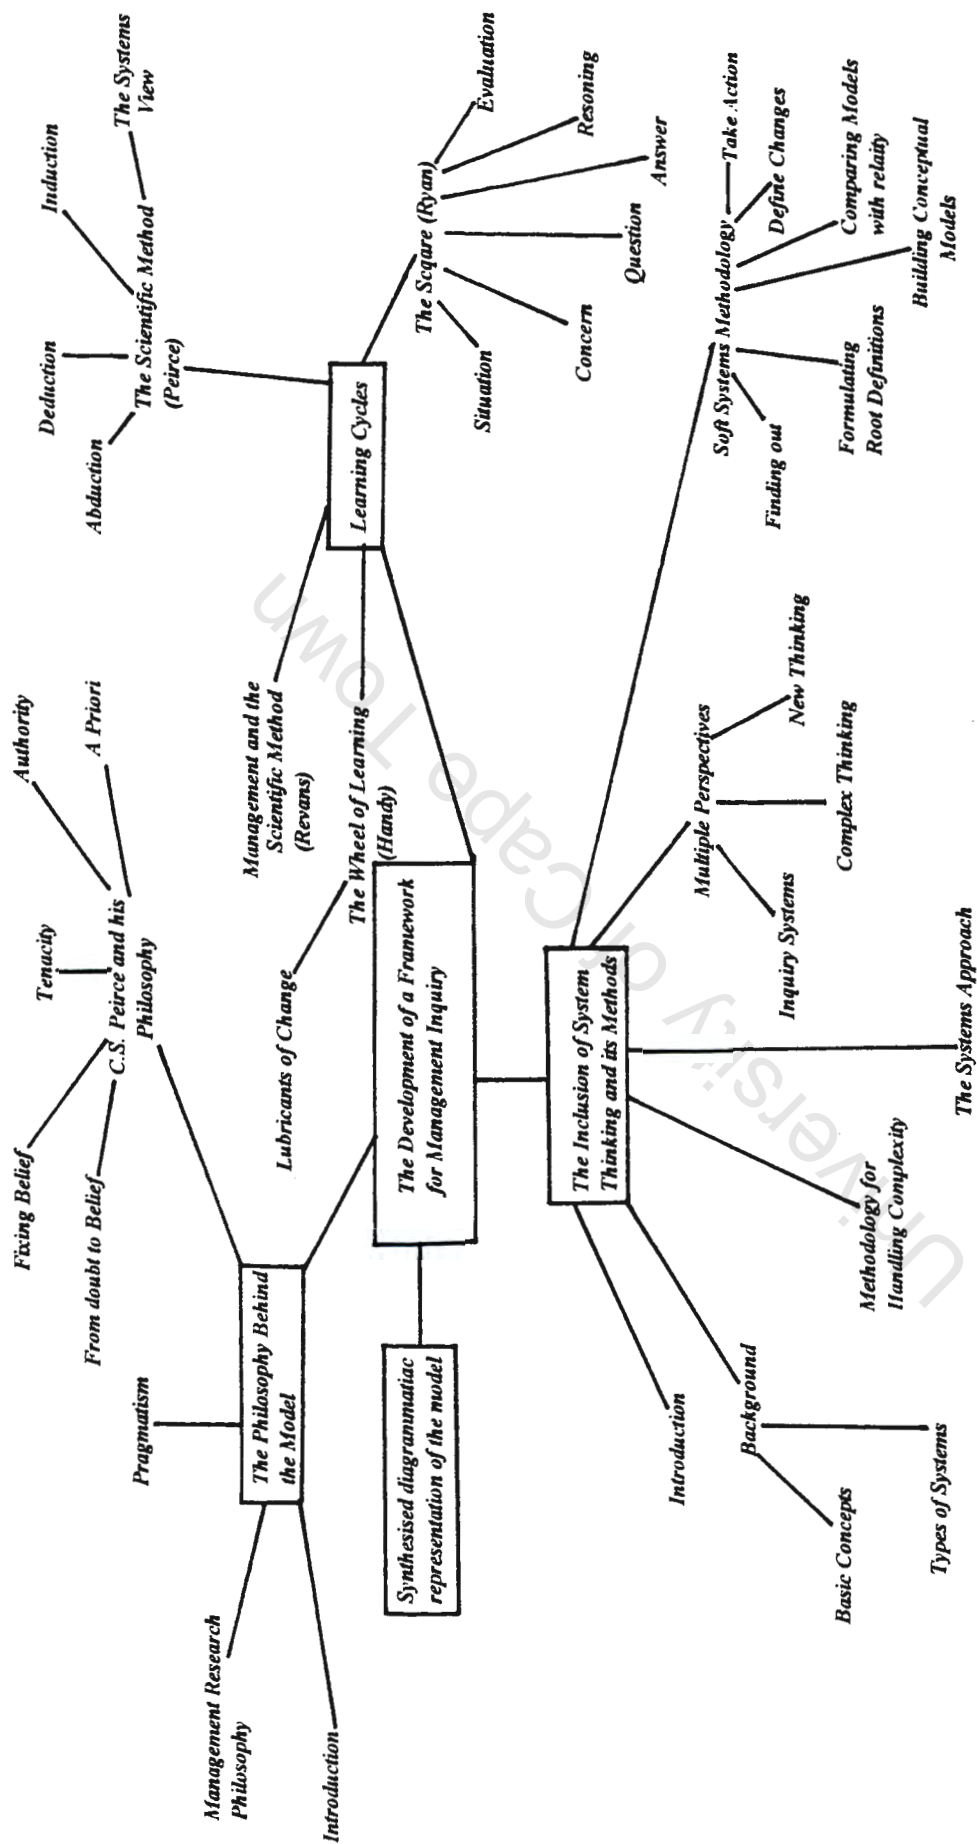 Management Research
Philosophy
Introduction
Pragmatism
The Philosophy Behind
the Model
From doubt to Belief
Fixing Belief
Tenacity
C.S. Peirce and his
Philosophy
Authority
A Priori
Abduction
Deduction
Induction
The Scientific Method
(Peirce)
The Systems
View
Management and the
Scientific Method
(Revans)
The Wheel of Learning
(Handy)
Lubricants of Change
Learning Cycles
The Scqare (Ryan)
Situation
Concern
Question
Answer
Resoning
Evaluation
Synthesised diagrammatiac
representation of the model
The Development of a Framework
for Management Inquiry
The Inclusion of System
Thinking and its Methods
Introduction
Background
Basic Concepts
Types of Systems
Methodology for
Handling Complexity
The Systems Approach
Multiple Perspectives
Inquiry Systems
Complex Thinking
New Thinking
Soft Systems Methodology
Finding out
Formulating
Root Definitions
Building Conceptual
Models
Comparing Models
with relaity
Define Changes
Take Action
University of Cape Town